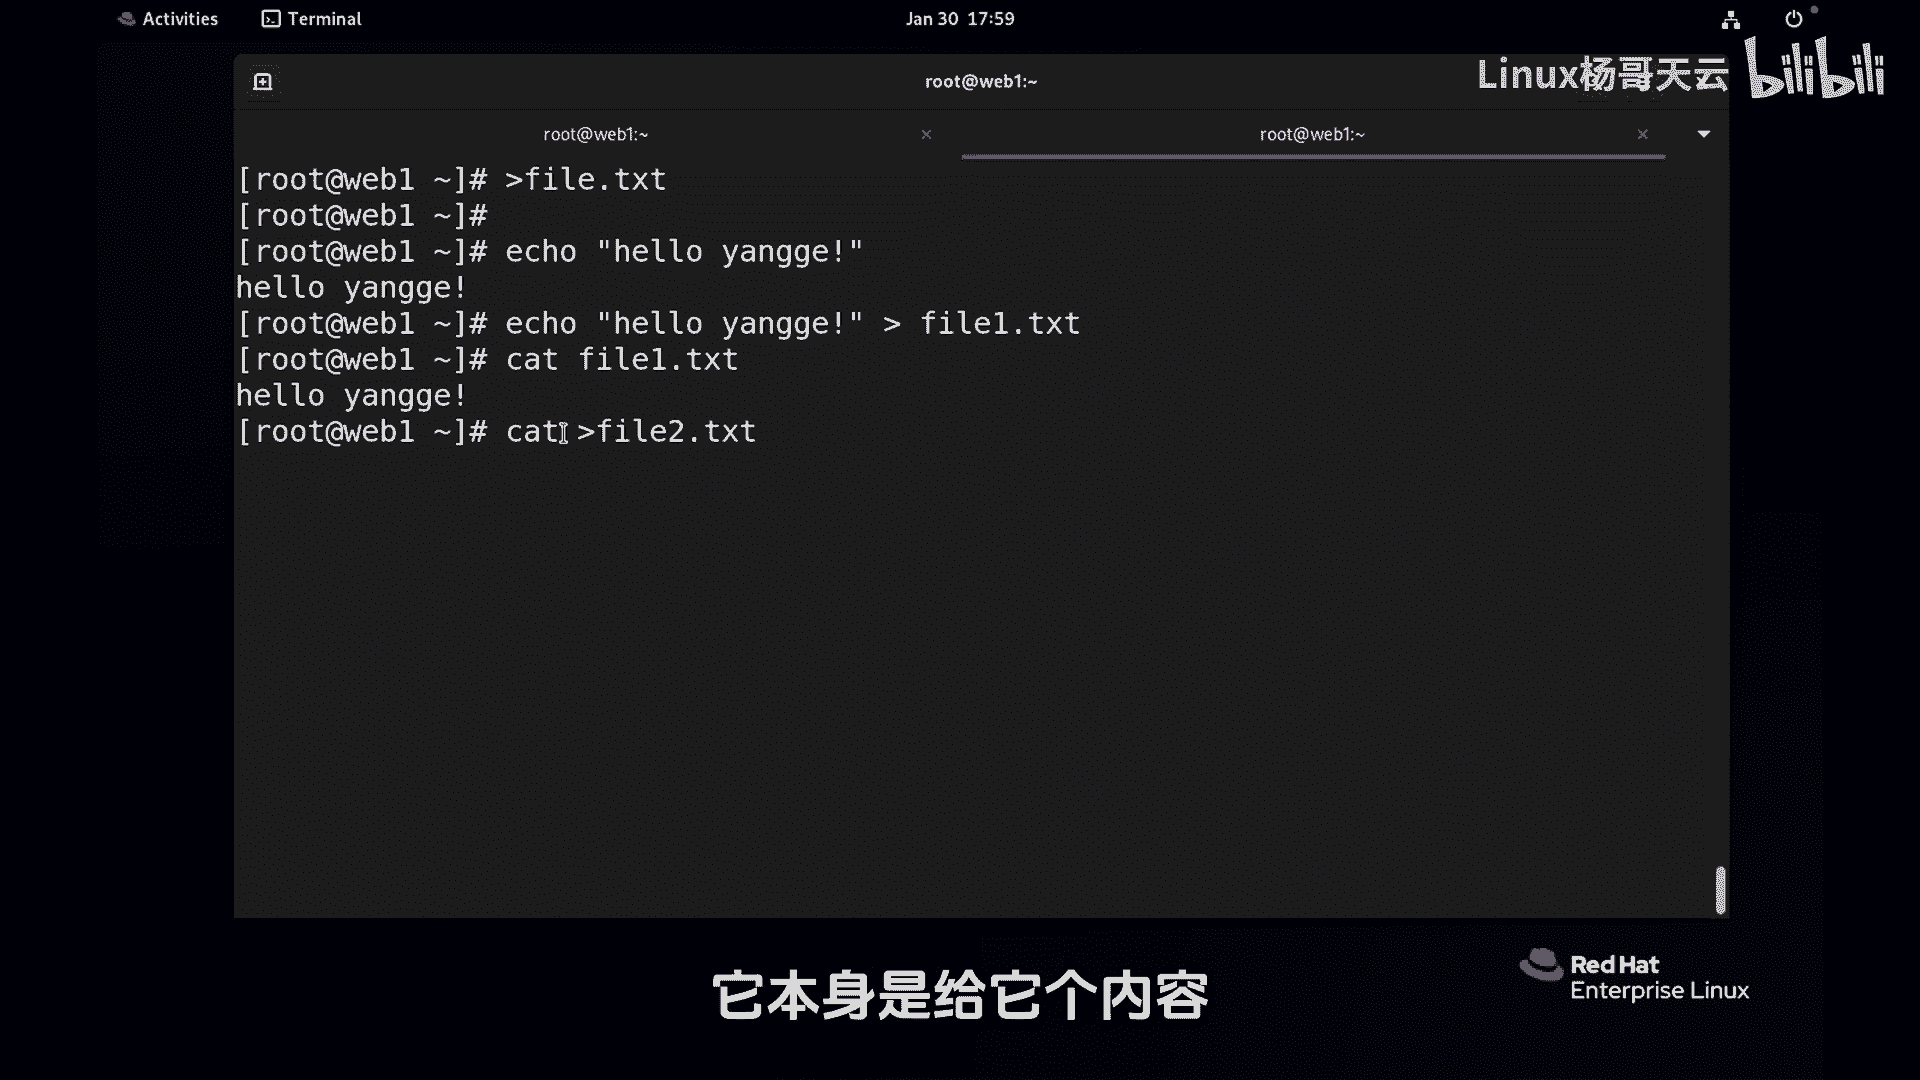 Activities
Terminal
Jan 30 17:59
root@web1:~
Linux杨哥天云 bilibili
root@web1:~
root@web1:~
[root@web1 ~]# >file.txt
[root@web1 ~]#
[root@web1 ~]# echo "hello yangge!"
hello yangge!
[root@web1 ~]# echo "hello yangge!" > file1.txt
[root@web1 ~]# cat file1.txt
hello yangge!
[root@web1 ~]# cat >file2.txt
它本身是给它个内容
Red Hat
Enterprise Linux